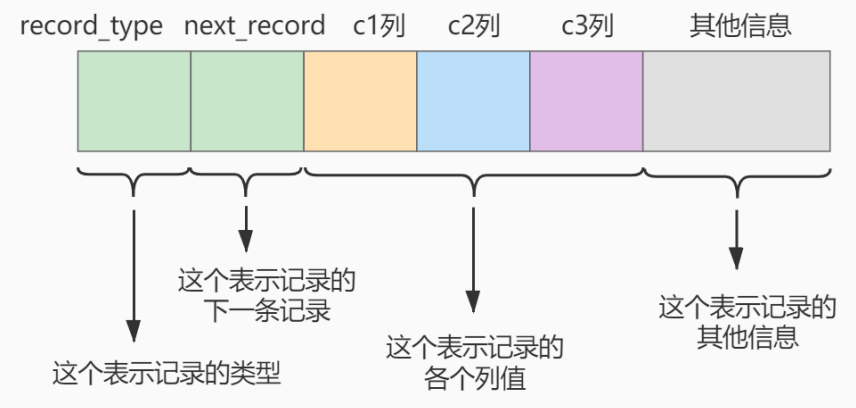 record_type next_record c1列 c2列 c3列 其他信息
这个表示记录的
下一条记录
这个表示记录的
其他信息
这个表示记录的
各个列值
这个表示记录的类型